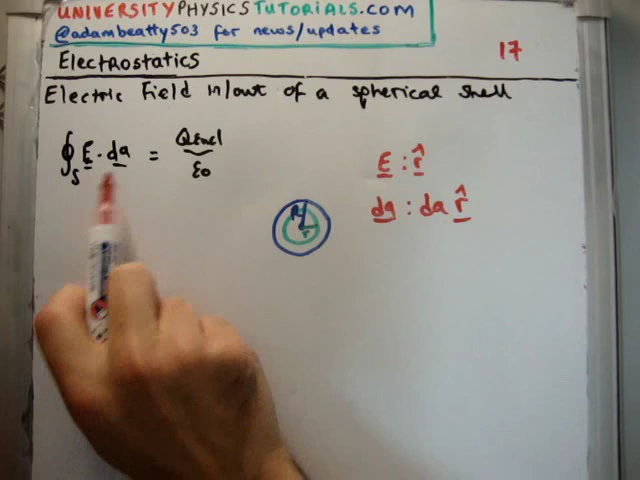 UNIVERSITYPHYSICSTUTORIALS.COM
@adambeatty503 for news/updates
Electrostatics
17
Electric Field in/out of a spherical shell
∮S E · da = QEncl / ε0
E : r̂
da : da r̂
R
r